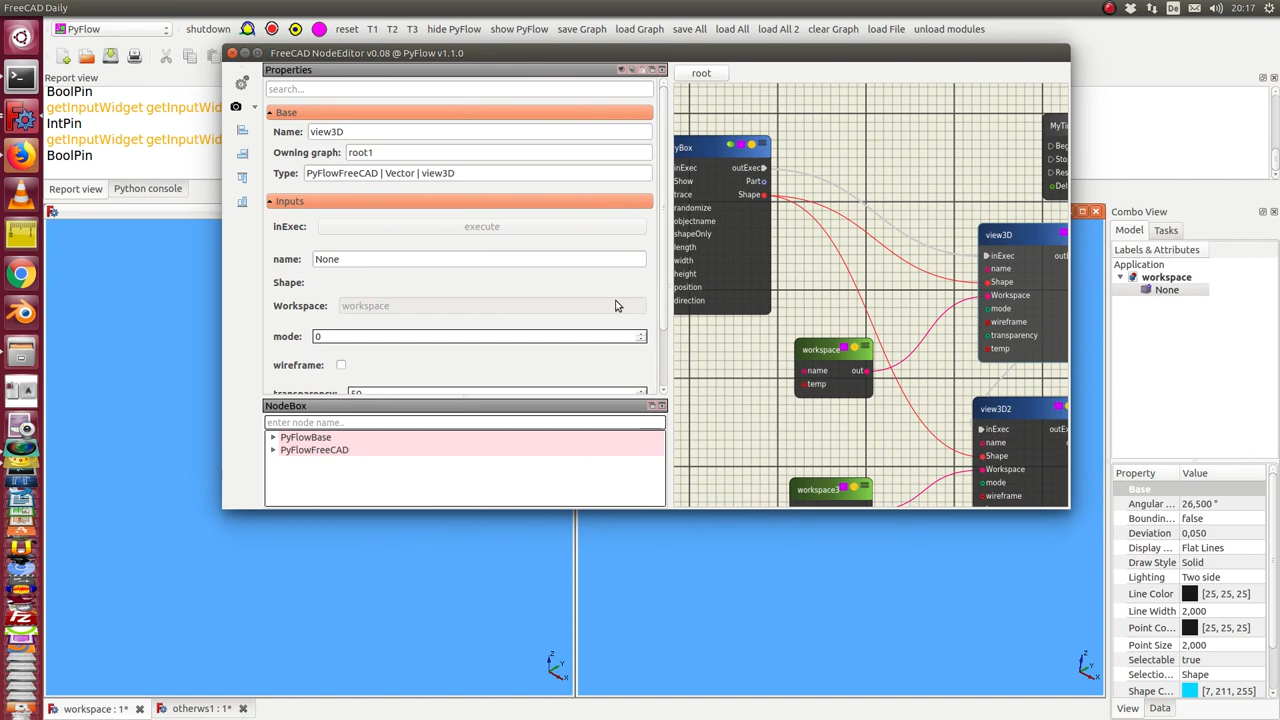 FreeCAD Daily
De
20:17
PyFlow
shutdown
reset
T1
T2
T3
hide PyFlow
show PyFlow
save Graph
load Graph
save All
load All
load All 2
clear Graph
load File
unload modules
Report view
BoolPin
getInputWidget getInputWid
IntPin
getInputWidget getInputWid
BoolPin
Report view
Python console
FreeCAD NodeEditor v0.08 @ PyFlow v1.1.0
Properties
search...
Base
Name: view3D
Owning graph: root1
Type: PyFlowFreeCAD | Vector | view3D
Inputs
inExec: execute
name: None
Shape:
Workspace: workspace
mode: 0
wireframe:
NodeBox
enter node name..
PyFlowBase
PyFlowFreeCAD
root
yBox
inExec
outExec
Show
Part
trace
Shape
randomize
objectname
shapeOnly
length
width
height
position
direction
workspace
name
out
temp
workspace3
MyTi
Beg
Sto
Res
Del
view3D
inExec
outl
name
Shape
Workspace
mode
wireframe
transparency
temp
view3D2
inExec
outE
name
Shape
Workspace
mode
wireframe
Combo View
Model
Tasks
Labels & Attributes
Application
workspace
None
Property
Value
Base
Angular ... 26,500 °
Boundin... false
Deviation 0,050
Display ... Flat Lines
Draw Style Solid
Lighting Two side
Line Color [25, 25, 25]
Line Width 2,000
Point Co... [25, 25, 25]
Point Size 2,000
Selectable true
Selectio... Shape
Shape C... [7, 211, 255]
View
Data
Z
Y
X
Z
Y
X
workspace : 1*
otherws1 : 1*